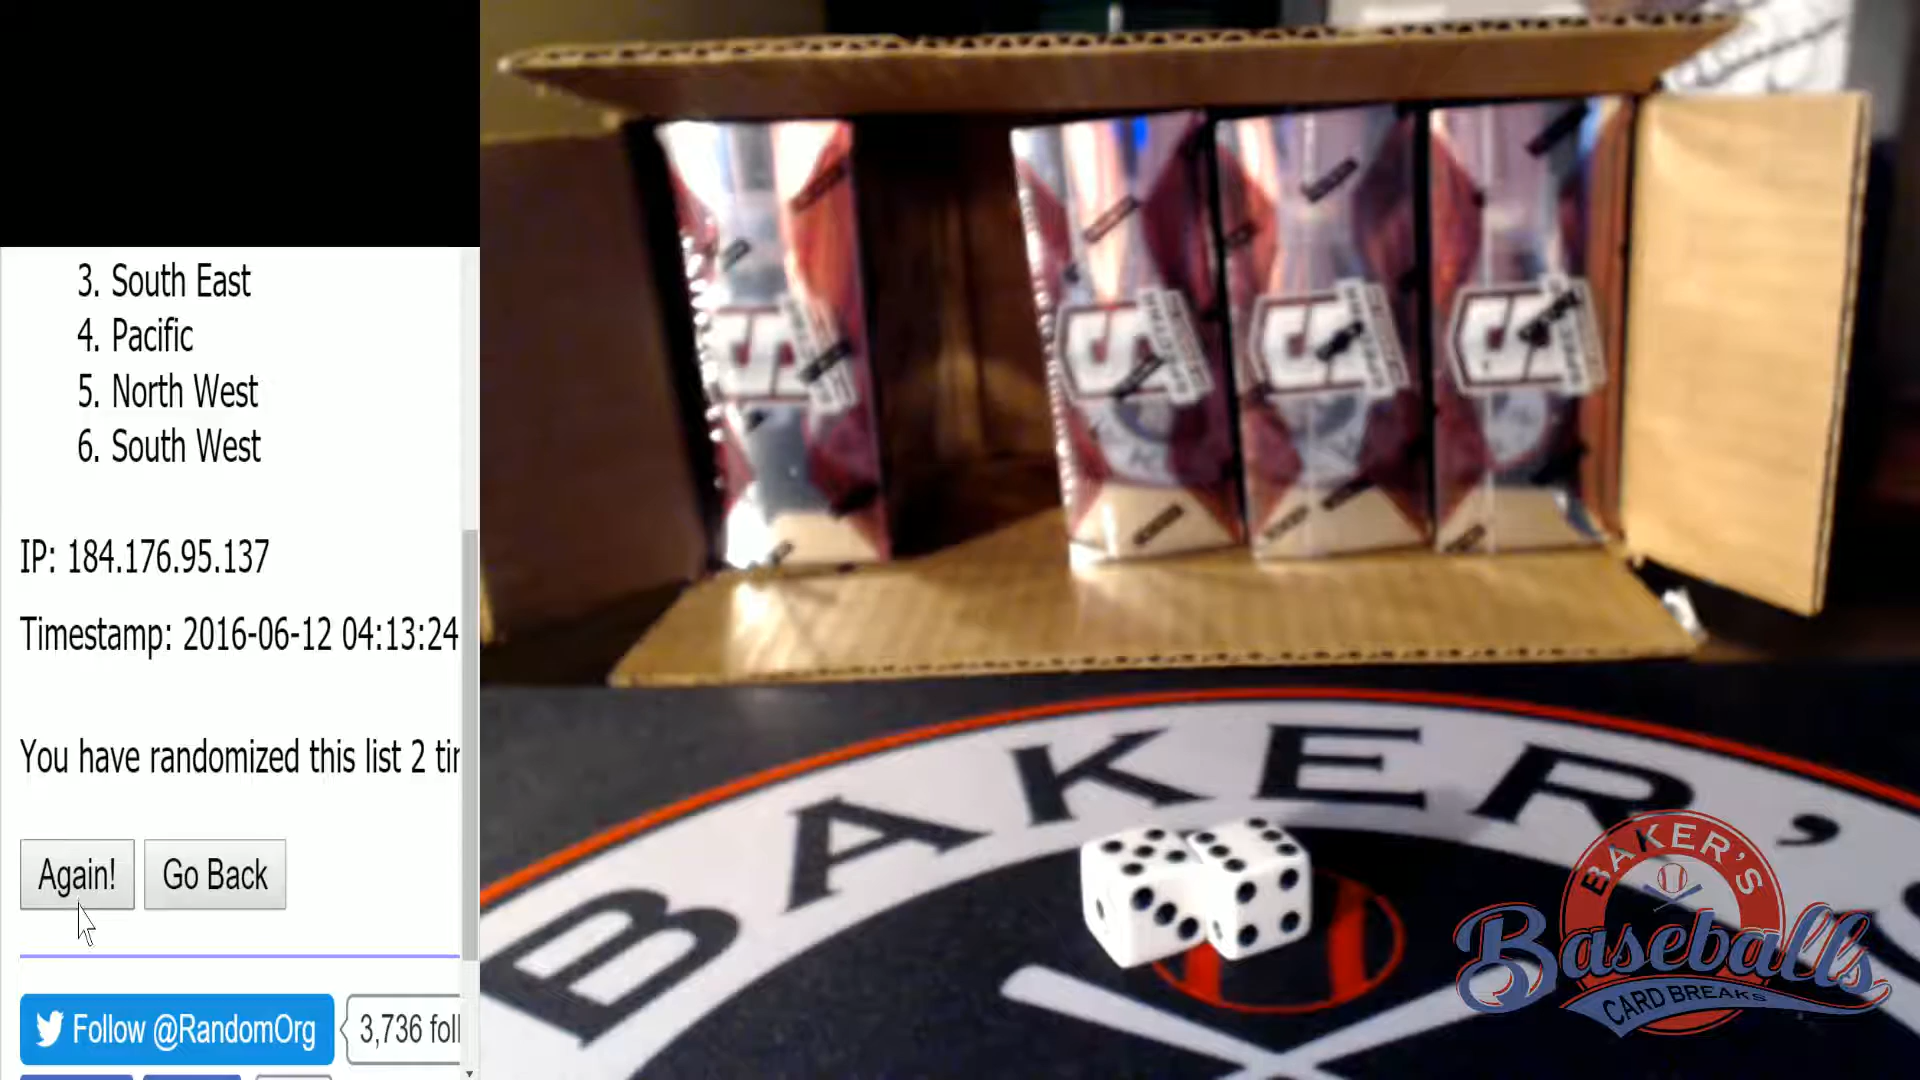 3. South East
4. Pacific
5. North West
6. South West
IP: 184.176.95.137
Timestamp: 2016-06-12 04:13:24
You have randomized this list 2 tir
Again!
Go Back
Follow @RandomOrg
3,736 foll
BAKER'S
BAKER'S
Baseballs
CARD BREAKS